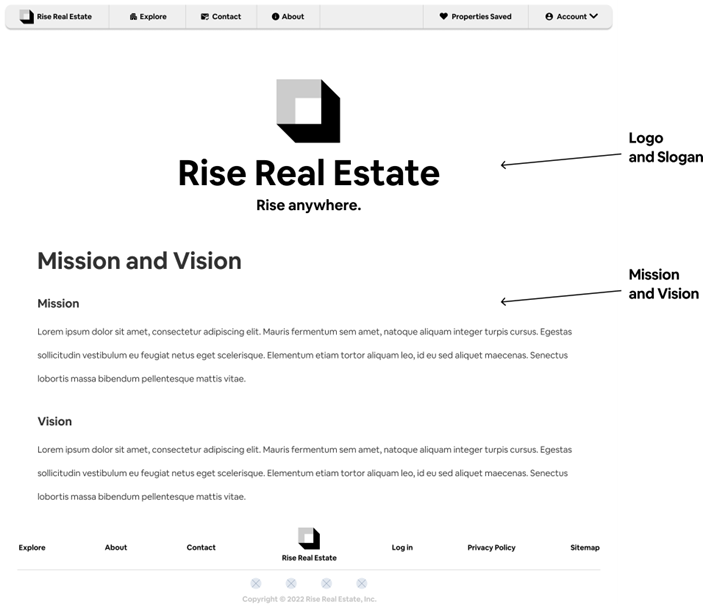 Rise Real Estate
Explore
Contact
About
Properties Saved
Account
Rise Real Estate
Rise anywhere.
Logo
and Slogan
Mission and Vision
Mission
and Vision
Mission
Lorem ipsum dolor sit amet, consectetur adipiscing elit. Mauris fermentum sem amet, natoque aliquam integer turpis cursus. Egestas
sollicitudin vestibulum eu feugiat netus eget scelerisque. Elementum etiam tortor aliquam leo, id eu sed aliquet maecenas. Senectus
lobortis massa bibendum pellentesque mattis vitae.
Vision
Lorem ipsum dolor sit amet, consectetur adipiscing elit. Mauris fermentum sem amet, natoque aliquam integer turpis cursus. Egestas
sollicitudin vestibulum eu feugiat netus eget scelerisque. Elementum etiam tortor aliquam leo, id eu sed aliquet maecenas. Senectus
lobortis massa bibendum pellentesque mattis vitae.
Explore
About
Contact
Rise Real Estate
Log in
Privacy Policy
Sitemap
Copyright © 2022 Rise Real Estate, Inc.